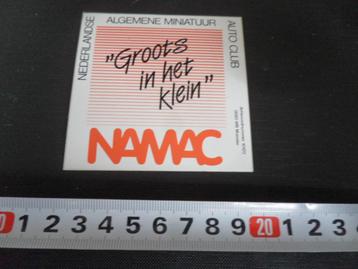 NEDERLANDSE
ALGEMENE MINIATUUR
AUTO CLUB
"Groots
in het
klein"
NAMAC
1 2 3 4 5 6 7 8 9 20 1 2 3 4